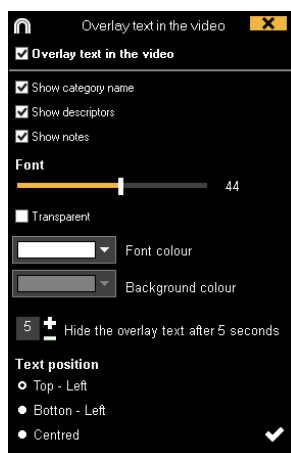 Overlay text in the video
Overlay text in the video
Show category name
Show descriptors
Show notes
Font
44
Transparent
Font colour
Background colour
5 Hide the overlay text after 5 seconds
Text position
Top - Left
Botton - Left
Centred